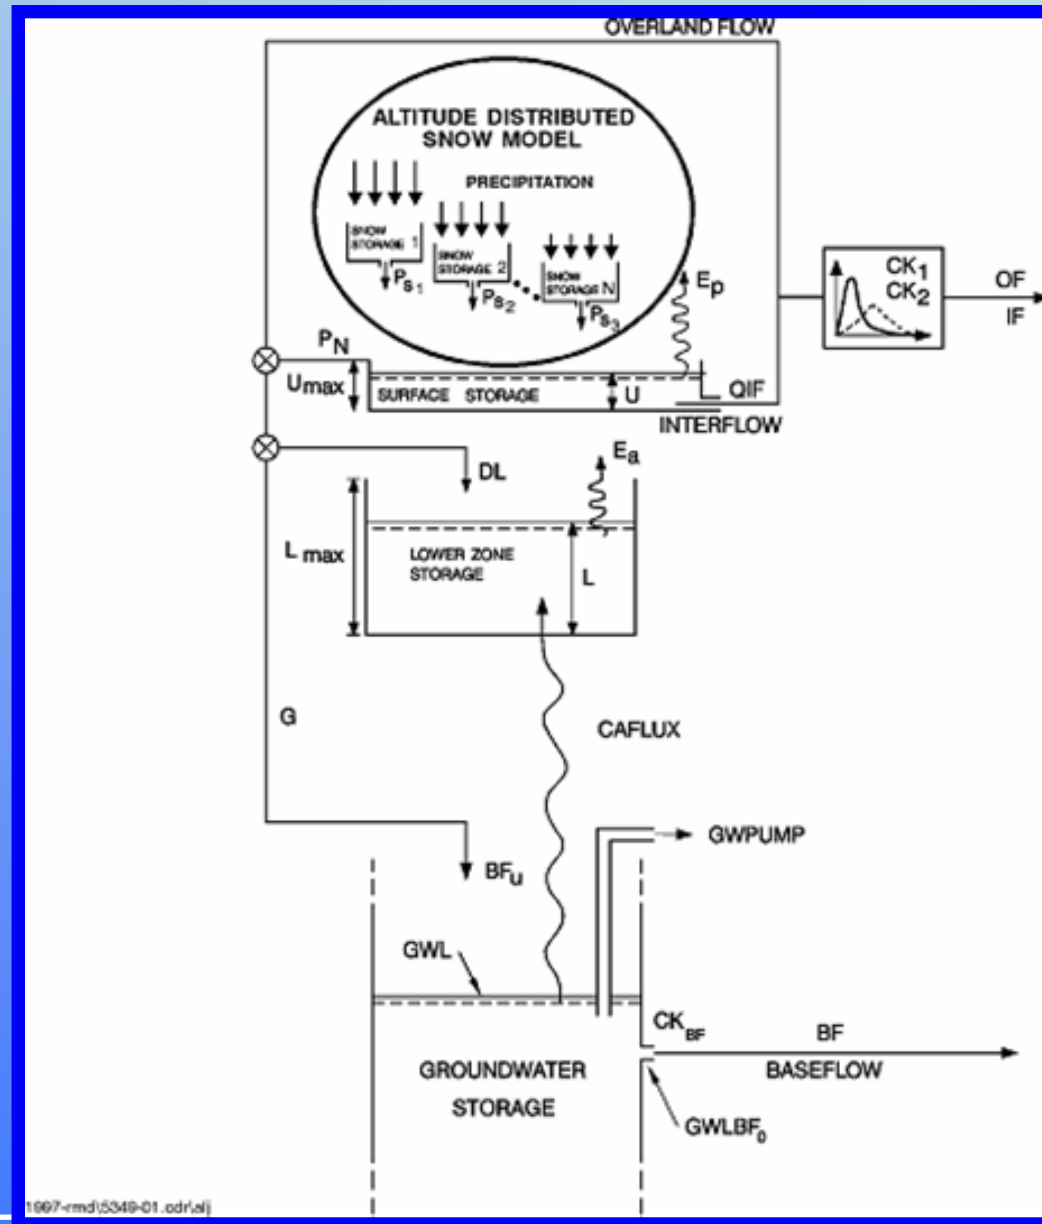 OVERLAND FLOW
ALTITUDE DISTRIBUTED
SNOW MODEL
PRECIPITATION
SNOW
STORAGE 1
SNOW
STORAGE 2
SNOW
STORAGE N
PS1
PS2
PS3
Ep
CK1
CK2
OF
IF
PN
Umax
SURFACE STORAGE
U
QIF
INTERFLOW
DL
Ea
Lmax
LOWER ZONE
STORAGE
L
G
CAFLUX
GWPUMP
BFu
GWL
CKBF
BF
BASEFLOW
GROUNDWATER
STORAGE
GWLBF0
1997-rmd\5349-01.cdr\alj